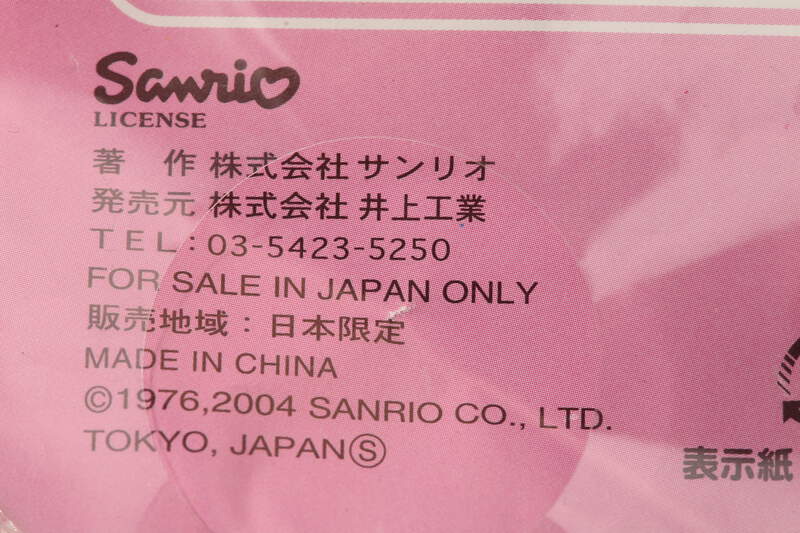 Sanrio
LICENSE
著　作 株式会社 サンリオ
発売元 株式会社 井上工業
TEL：03-5423-5250
FOR SALE IN JAPAN ONLY
販売地域：日本限定
MADE IN CHINA
©1976,2004 SANRIO CO., LTD.
TOKYO, JAPANⓈ
表示紙